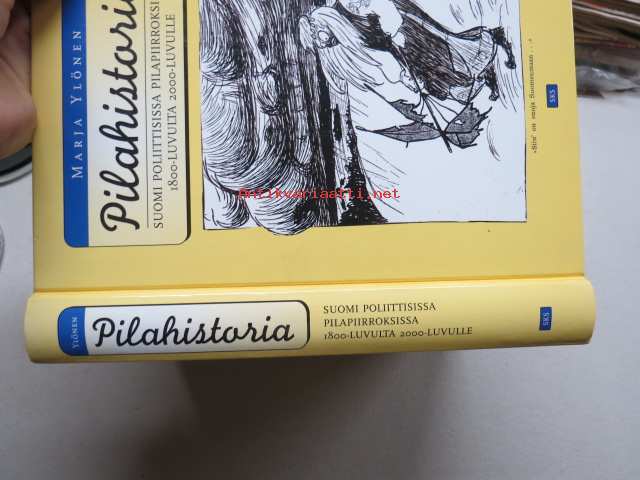 MARJA YLÖNEN
Pilahistoria
SUOMI POLIITTISISSA PILAPIIRROKSI
1800-LUVULTA 2000-LUVULLE
SKS
Antikvariaatti.net
YLÖNEN
Pilahistoria
SUOMI POLIITTISISSA
PILAPIIRROKSISSA
1800-LUVULTA 2000-LUVULLE
SKS